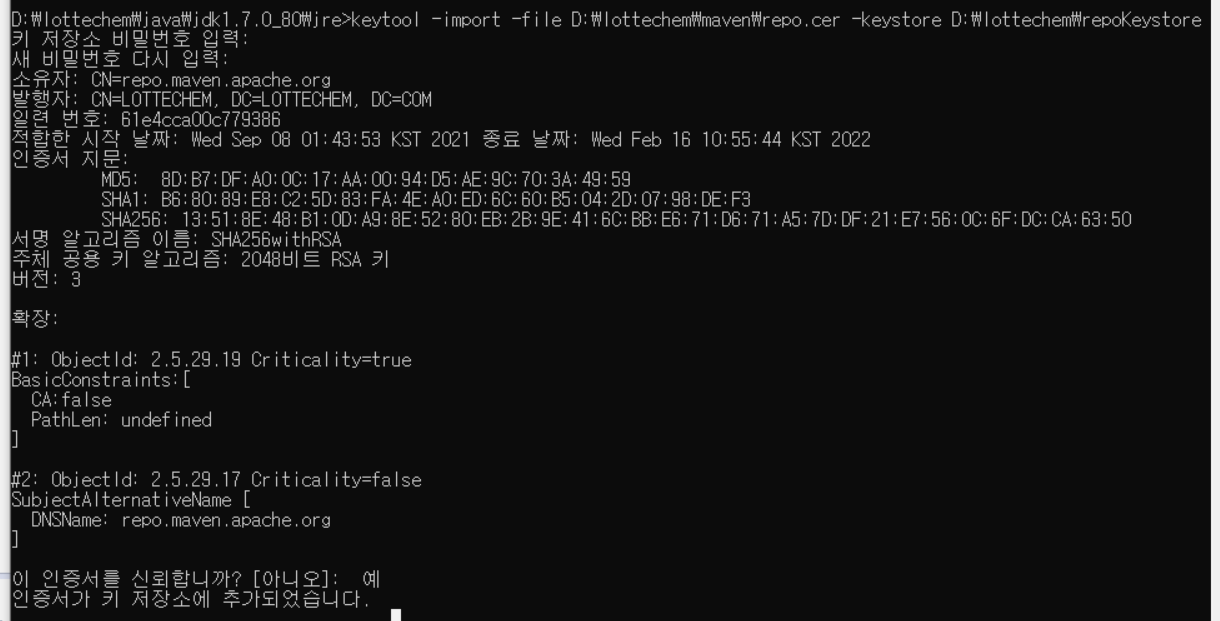 D:₩lottechem₩java₩jdk1.7.0_80₩jre>keytool -import -file D:₩lottechem₩maven₩repo.cer -keystore D:₩lottechem₩repoKeystore
키 저장소 비밀번호 입력:
새 비밀번호 다시 입력:
소유자: CN=repo.maven.apache.org
발행자: CN=LOTTECHEM, DC=LOTTECHEM, DC=COM
일련 번호: 61e4cca00c779386
적합한 시작 날짜: Wed Sep 08 01:43:53 KST 2021 종료 날짜: Wed Feb 16 10:55:44 KST 2022
인증서 지문:
MD5: 8D:B7:DF:A0:0C:17:AA:00:94:D5:AE:9C:70:3A:49:59
SHA1: B6:80:89:E8:C2:5D:83:FA:4E:A0:ED:6C:60:B5:04:2D:07:98:DE:F3
SHA256: 13:51:8E:48:B1:0D:A9:8E:52:80:EB:2B:9E:41:6C:BB:E6:71:D6:71:A5:7D:DF:21:E7:56:0C:6F:DC:CA:63:50
서명 알고리즘 이름: SHA256withRSA
주체 공용 키 알고리즘: 2048비트 RSA 키
버전: 3
확장:
#1: ObjectId: 2.5.29.19 Criticality=true
BasicConstraints:[
CA:false
PathLen: undefined
]
#2: ObjectId: 2.5.29.17 Criticality=false
SubjectAlternativeName [
DNSName: repo.maven.apache.org
]
이 인증서를 신뢰합니까? [아니오]: 예
인증서가 키 저장소에 추가되었습니다.